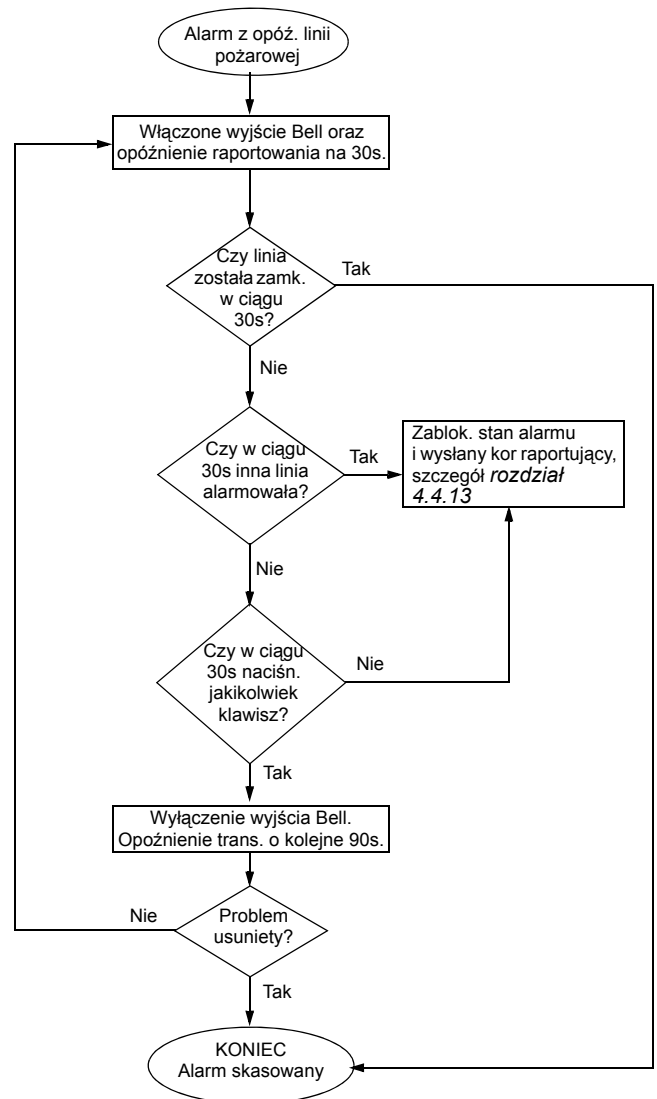 Alarm z opóź. linii
pożarowej
Włączone wyjście Bell oraz
opóźnienie raportowania na 30s.
Czy linia
została zamk.
w ciągu
30s?
Tak
Nie
Czy w ciągu
30s inna linia
alarmowała?
Tak
Zablok. stan alarmu
i wysłany kor raportujący,
szczegół rozdział
4.4.13
Nie
Czy w ciągu
30s naciśn.
jakikolwiek
klawisz?
Nie
Tak
Wyłączenie wyjścia Bell.
Opoźnienie trans. o kolejne 90s.
Nie
Problem
usuniety?
Tak
KONIEC
Alarm skasowany